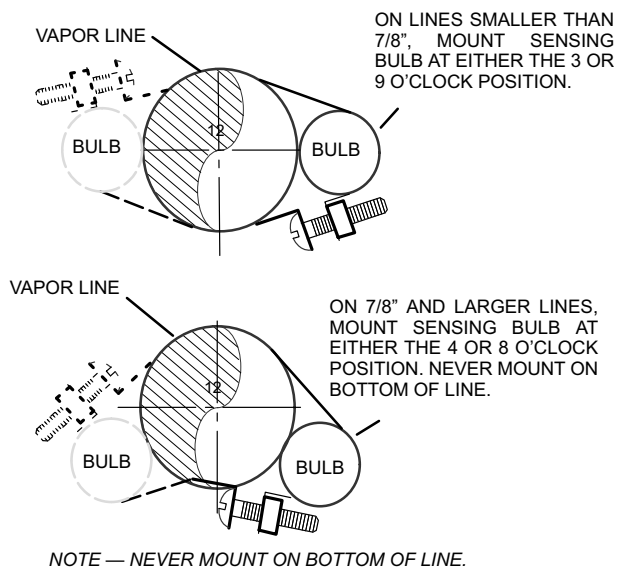 VAPOR LINE
ON LINES SMALLER THAN
7/8”, MOUNT SENSING
BULB AT EITHER THE 3 OR
9 O’CLOCK POSITION.
12
BULB
BULB
VAPOR LINE
ON 7/8” AND LARGER LINES,
MOUNT SENSING BULB AT
EITHER THE 4 OR 8 O’CLOCK
POSITION. NEVER MOUNT ON
BOTTOM OF LINE.
12
BULB
BULB
NOTE — NEVER MOUNT ON BOTTOM OF LINE.